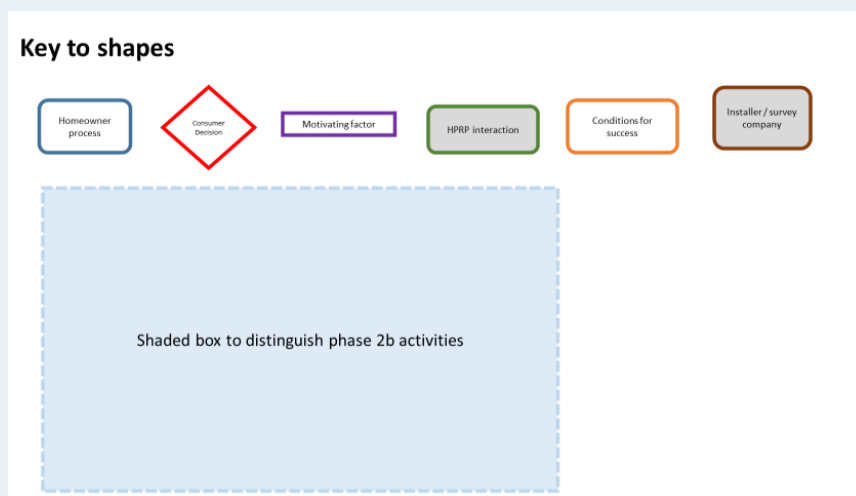 Key to shapes
Homeowner
process
Consumer
Decision
Motivating factor
HPRP interaction
Conditions for
success
Installer / survey
company
Shaded box to distinguish phase 2b activities